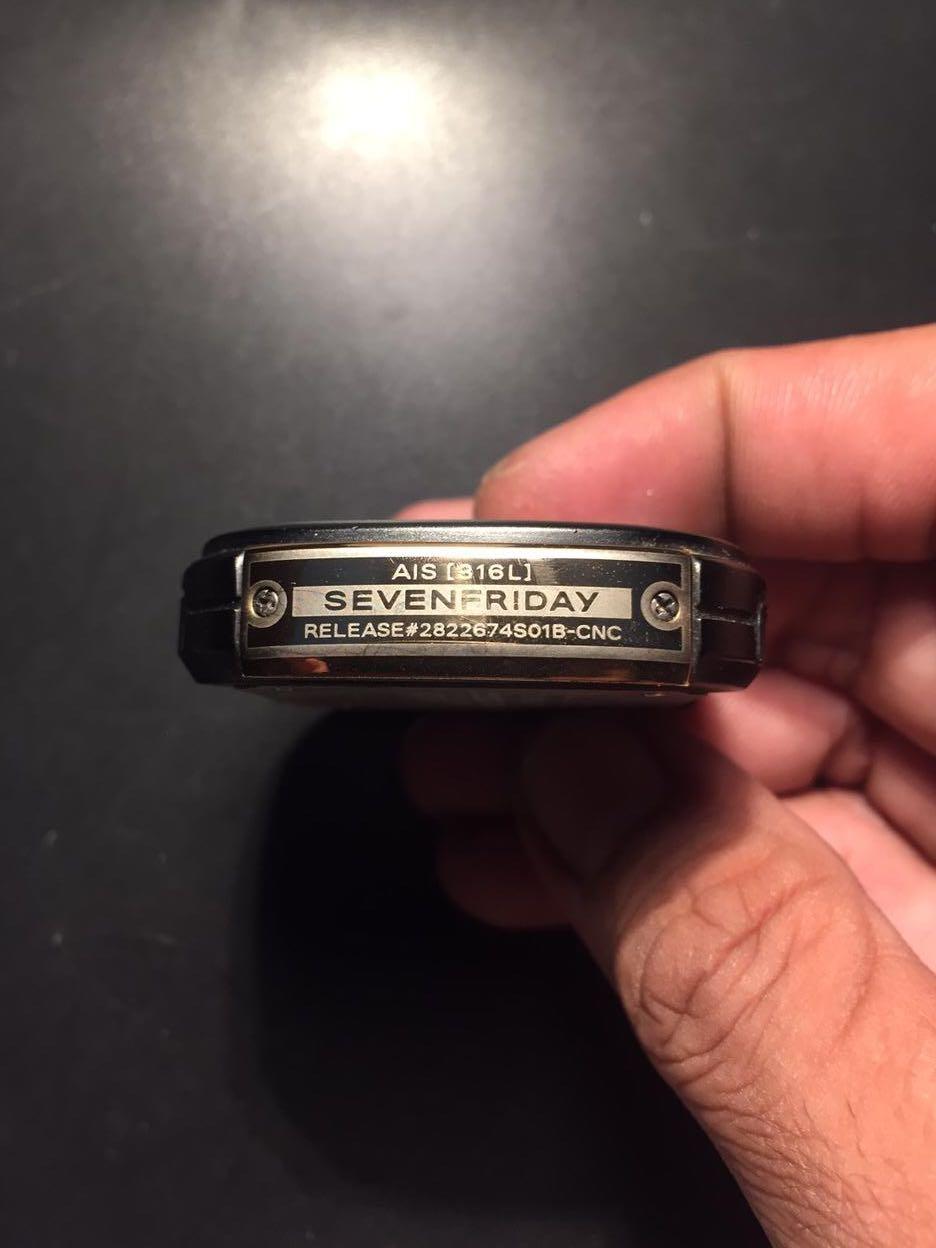 AIS [316L]
SEVENFRIDAY
RELEASE#2822674S01B-CNC